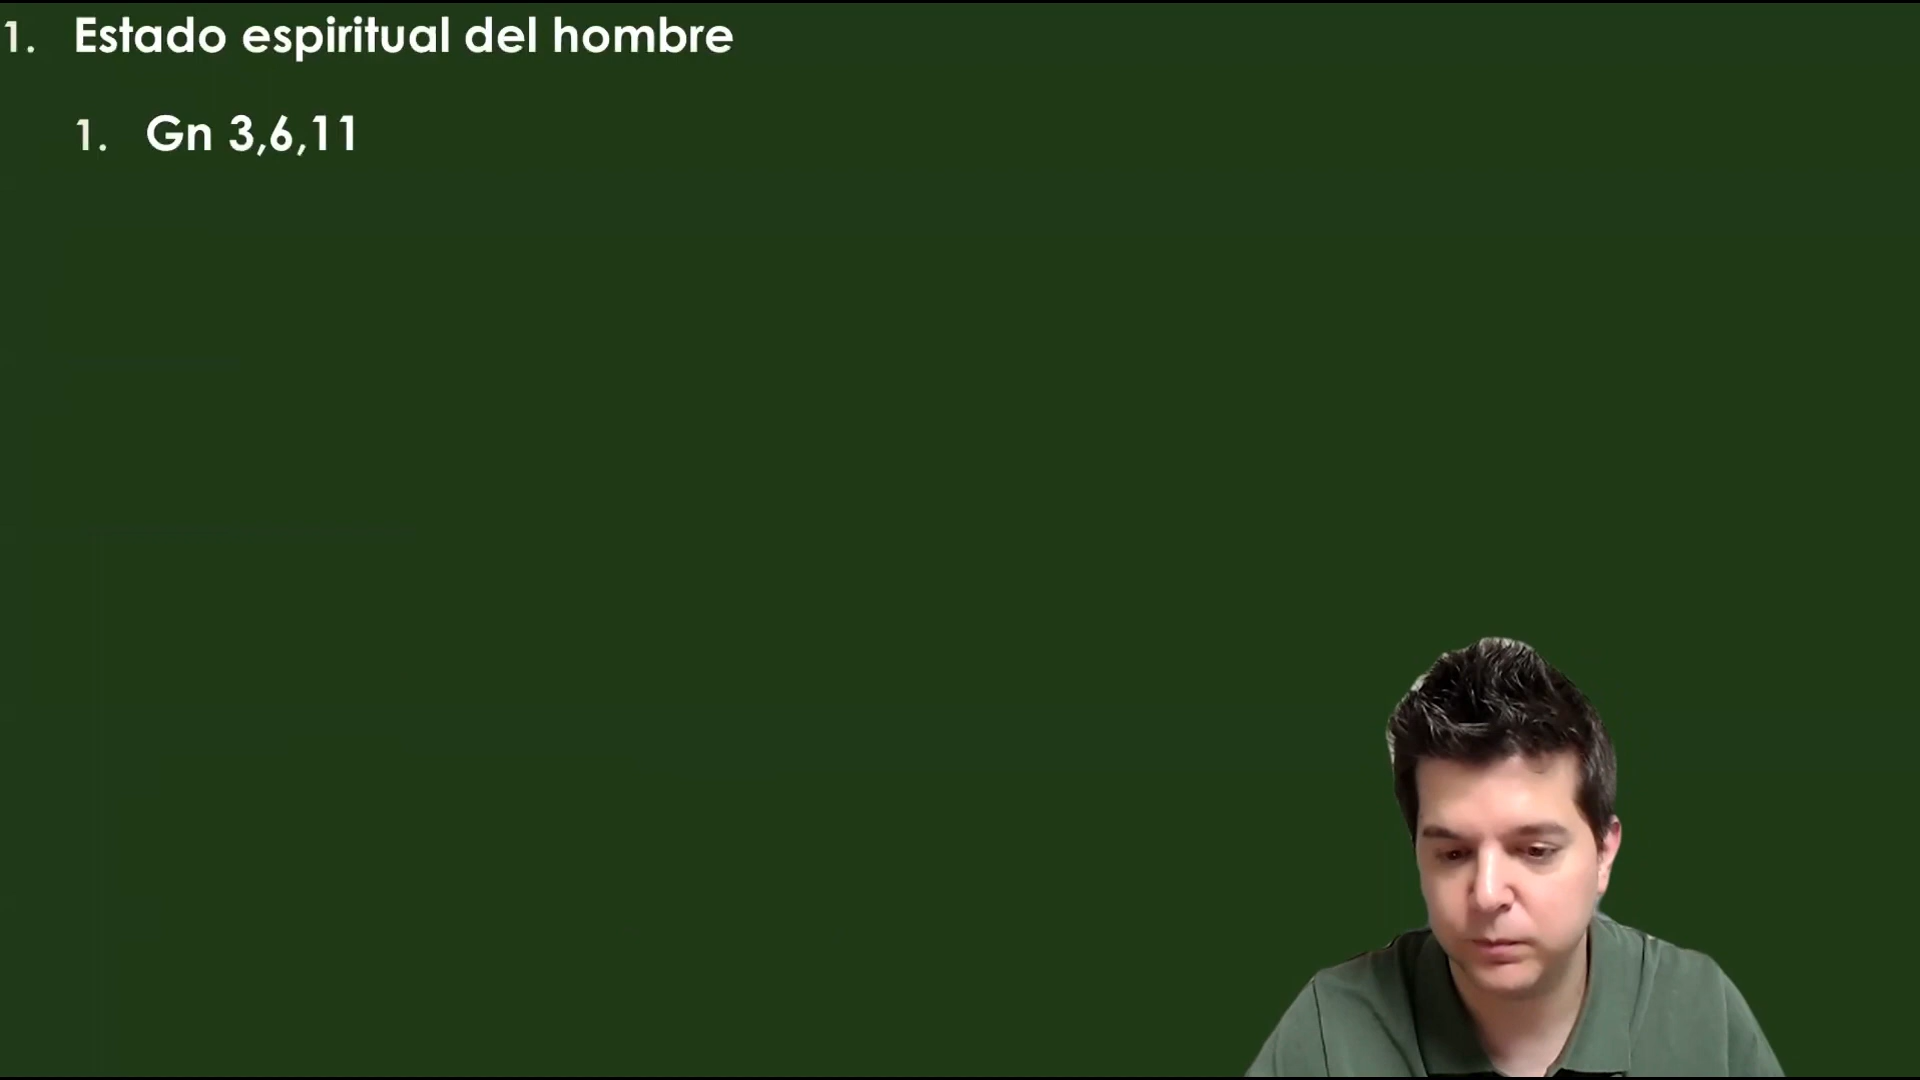 1. Estado espiritual del hombre
1. Gn 3,6,11